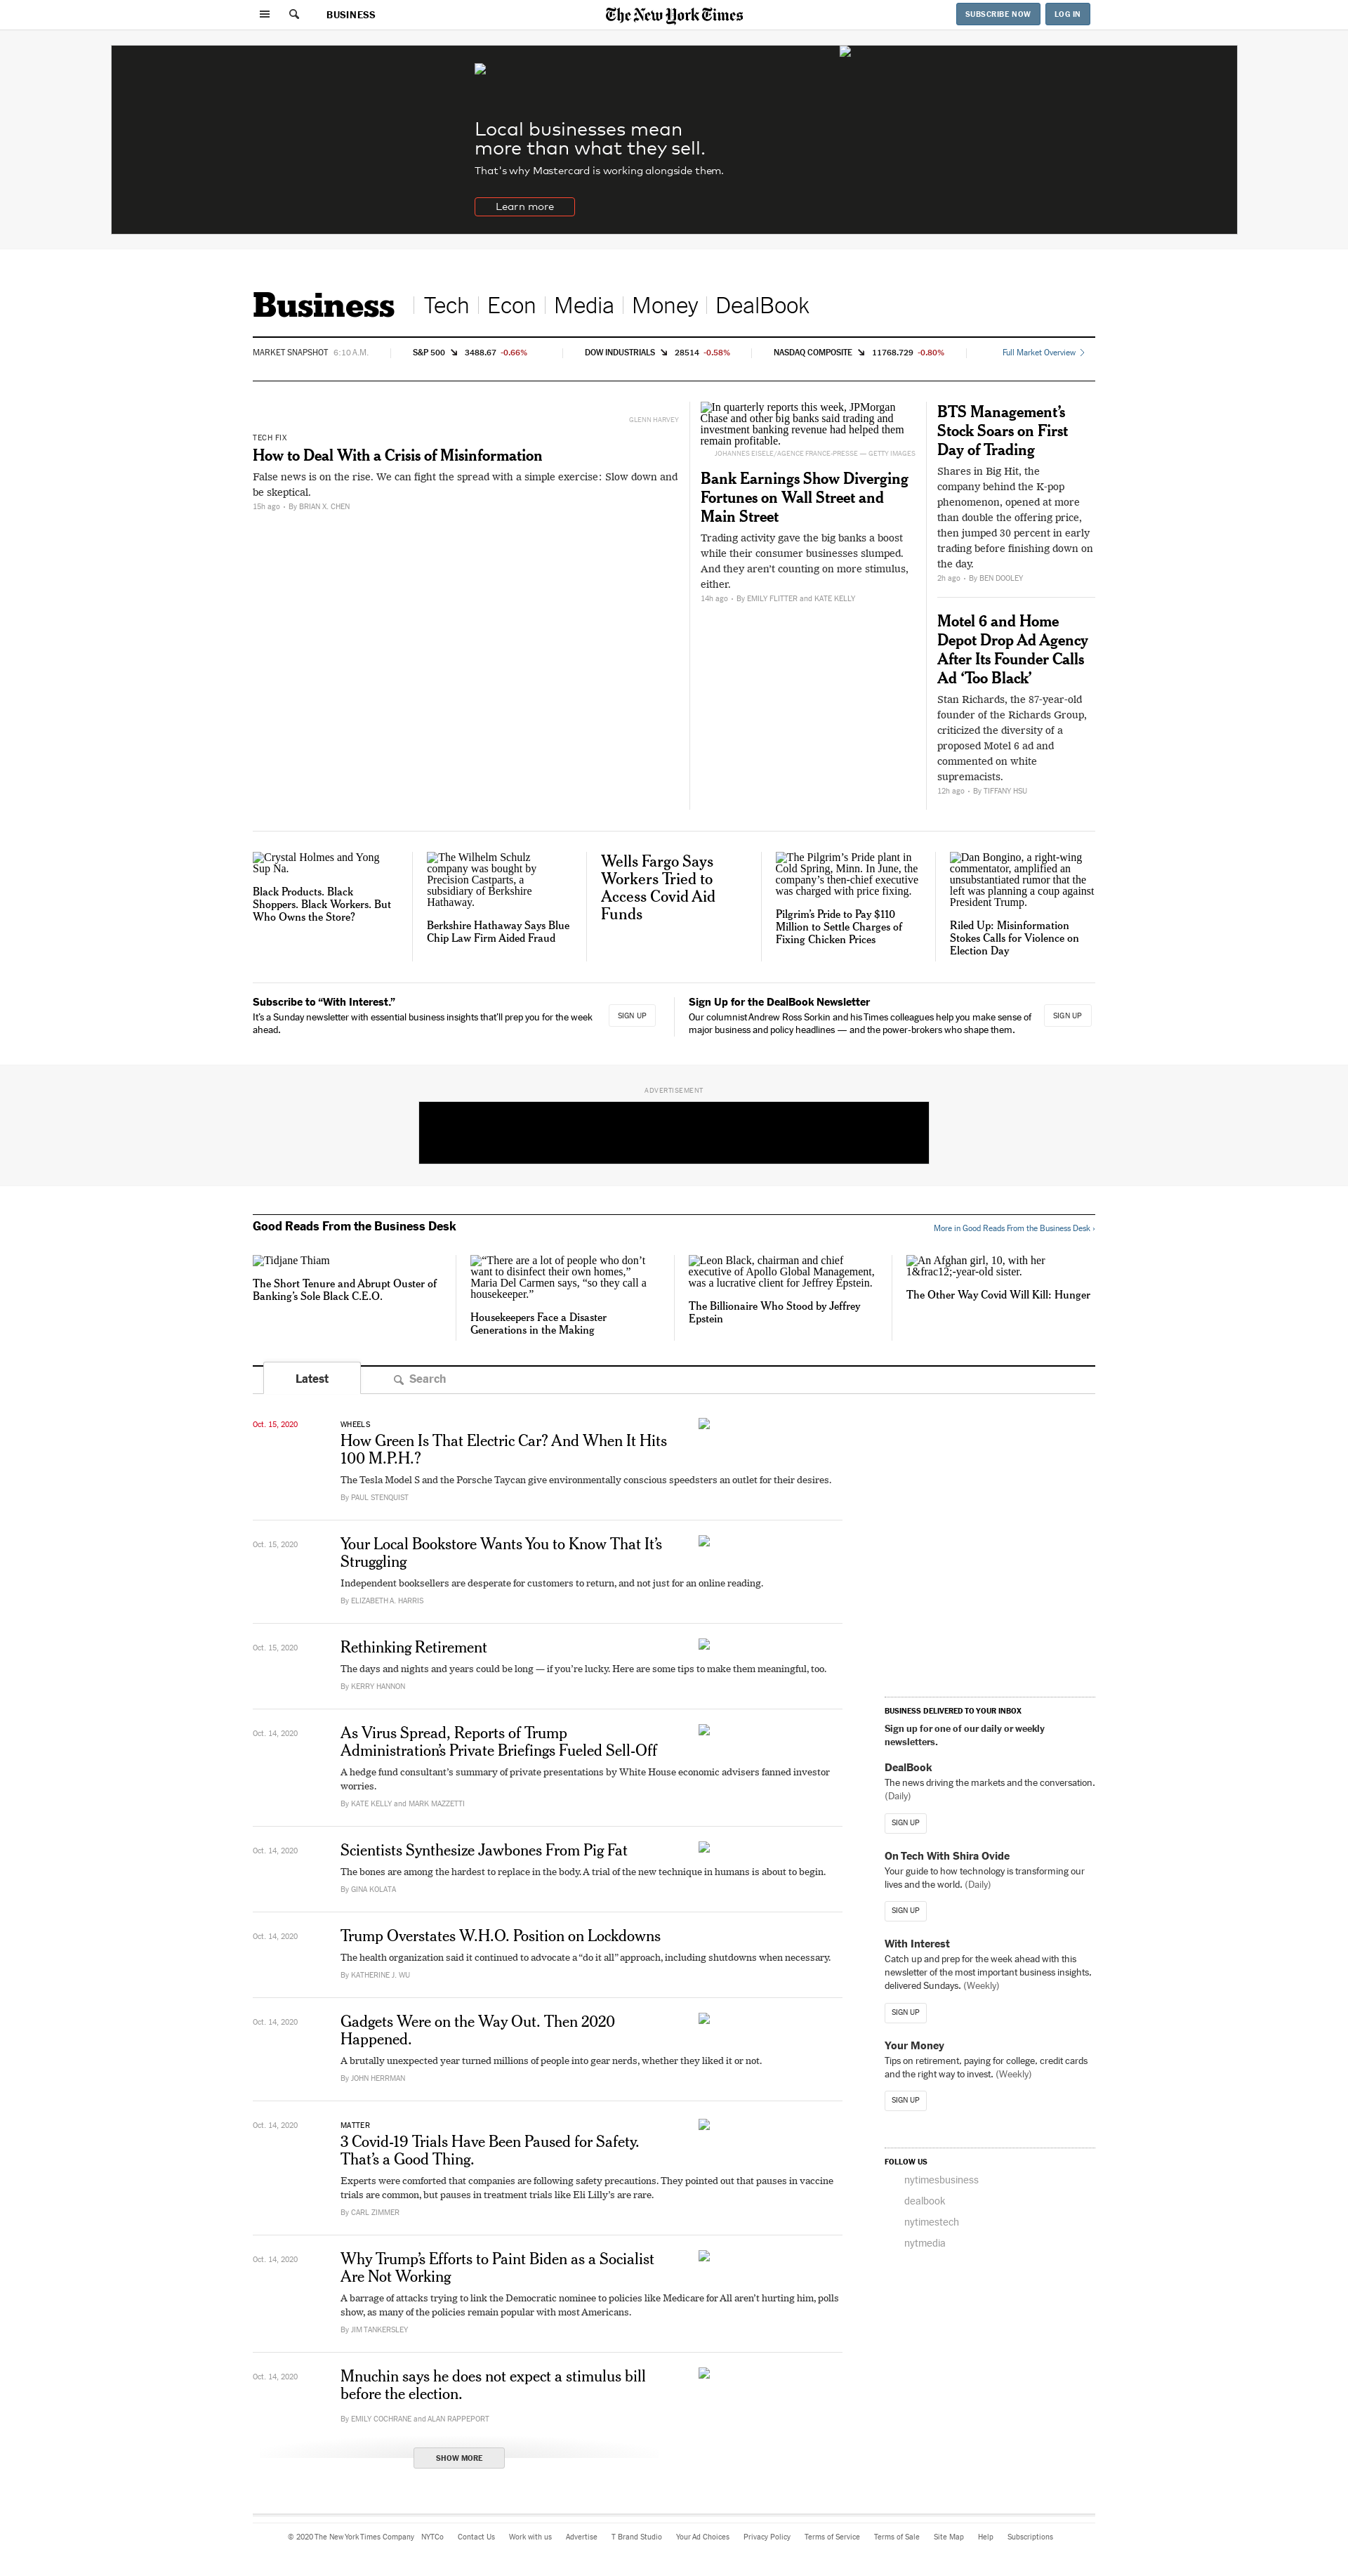 BUSINESS
The New York Times
SUBSCRIBE NOW
LOG IN
Local businesses mean
more than what they sell.
That's why Mastercard is working alongside them.
Learn more
Business
Tech
Econ
Media
Money
DealBook
MARKET SNAPSHOT 6:10 A.M.
S&P 500 3488.67 -0.66%
DOW INDUSTRIALS 28514 -0.58%
NASDAQ COMPOSITE 11768.729 -0.80%
Full Market Overview
GLENN HARVEY
TECH FIX
How to Deal With a Crisis of Misinformation
False news is on the rise. We can fight the spread with a simple exercise: Slow down and
be skeptical.
15h ago • By BRIAN X. CHEN
In quarterly reports this week, JPMorgan
Chase and other big banks said trading and
investment banking revenue had helped them
remain profitable.
JOHANNES EISELE/AGENCE FRANCE-PRESSE — GETTY IMAGES
Bank Earnings Show Diverging
Fortunes on Wall Street and
Main Street
Trading activity gave the big banks a boost
while their consumer businesses slumped.
And they aren't counting on more stimulus,
either.
14h ago • By EMILY FLITTER and KATE KELLY
BTS Management’s
Stock Soars on First
Day of Trading
Shares in Big Hit, the
company behind the K-pop
phenomenon, opened at more
than double the offering price,
then jumped 30 percent in early
trading before finishing down on
the day.
2h ago • By BEN DOOLEY
Motel 6 and Home
Depot Drop Ad Agency
After Its Founder Calls
Ad ‘Too Black’
Stan Richards, the 87-year-old
founder of the Richards Group,
criticized the diversity of a
proposed Motel 6 ad and
commented on white
supremacists.
12h ago • By TIFFANY HSU
Crystal Holmes and Yong
Sup Na.
Black Products. Black
Shoppers. Black Workers. But
Who Owns the Store?
The Wilhelm Schulz
company was bought by
Precision Castparts, a
subsidiary of Berkshire
Hathaway.
Berkshire Hathaway Says Blue
Chip Law Firm Aided Fraud
Wells Fargo Says
Workers Tried to
Access Covid Aid
Funds
The Pilgrim’s Pride plant in
Cold Spring, Minn. In June, the
company’s then-chief executive
was charged with price fixing.
Pilgrim’s Pride to Pay $110
Million to Settle Charges of
Fixing Chicken Prices
Dan Bongino, a right-wing
commentator, amplified an
unsubstantiated rumor that the
left was planning a coup against
President Trump.
Riled Up: Misinformation
Stokes Calls for Violence on
Election Day
Subscribe to “With Interest.”
It’s a Sunday newsletter with essential business insights that’ll prep you for the week
ahead.
SIGN UP
Sign Up for the DealBook Newsletter
Our columnist Andrew Ross Sorkin and his Times colleagues help you make sense of
major business and policy headlines — and the power-brokers who shape them.
SIGN UP
ADVERTISEMENT
Good Reads From the Business Desk
More in Good Reads From the Business Desk ›
Tidjane Thiam
The Short Tenure and Abrupt Ouster of
Banking’s Sole Black C.E.O.
“There are a lot of people who don’t
want to disinfect their own homes,”
Maria Del Carmen says, “so they call a
housekeeper.”
Housekeepers Face a Disaster
Generations in the Making
Leon Black, chairman and chief
executive of Apollo Global Management,
was a lucrative client for Jeffrey Epstein.
The Billionaire Who Stood by Jeffrey
Epstein
An Afghan girl, 10, with her
1&frac12;-year-old sister.
The Other Way Covid Will Kill: Hunger
Latest
Search
Oct. 15, 2020
WHEELS
How Green Is That Electric Car? And When It Hits
100 M.P.H.?
The Tesla Model S and the Porsche Taycan give environmentally conscious speedsters an outlet for their desires.
By PAUL STENQUIST
Oct. 15, 2020
Your Local Bookstore Wants You to Know That It’s
Struggling
Independent booksellers are desperate for customers to return, and not just for an online reading.
By ELIZABETH A. HARRIS
Oct. 15, 2020
Rethinking Retirement
The days and nights and years could be long — if you’re lucky. Here are some tips to make them meaningful, too.
By KERRY HANNON
Oct. 14, 2020
As Virus Spread, Reports of Trump
Administration’s Private Briefings Fueled Sell-Off
A hedge fund consultant’s summary of private presentations by White House economic advisers fanned investor
worries.
By KATE KELLY and MARK MAZZETTI
Oct. 14, 2020
Scientists Synthesize Jawbones From Pig Fat
The bones are among the hardest to replace in the body. A trial of the new technique in humans is about to begin.
By GINA KOLATA
Oct. 14, 2020
Trump Overstates W.H.O. Position on Lockdowns
The health organization said it continued to advocate a “do it all” approach, including shutdowns when necessary.
By KATHERINE J. WU
Oct. 14, 2020
Gadgets Were on the Way Out. Then 2020
Happened.
A brutally unexpected year turned millions of people into gear nerds, whether they liked it or not.
By JOHN HERRMAN
Oct. 14, 2020
MATTER
3 Covid-19 Trials Have Been Paused for Safety.
That’s a Good Thing.
Experts were comforted that companies are following safety precautions. They pointed out that pauses in vaccine
trials are common, but pauses in treatment trials like Eli Lilly’s are rare.
By CARL ZIMMER
Oct. 14, 2020
Why Trump’s Efforts to Paint Biden as a Socialist
Are Not Working
A barrage of attacks trying to link the Democratic nominee to policies like Medicare for All aren’t hurting him, polls
show, as many of the policies remain popular with most Americans.
By JIM TANKERSLEY
Oct. 14, 2020
Mnuchin says he does not expect a stimulus bill
before the election.
By EMILY COCHRANE and ALAN RAPPEPORT
SHOW MORE
BUSINESS DELIVERED TO YOUR INBOX
Sign up for one of our daily or weekly
newsletters.
DealBook
The news driving the markets and the conversation.
(Daily)
SIGN UP
On Tech With Shira Ovide
Your guide to how technology is transforming our
lives and the world. (Daily)
SIGN UP
With Interest
Catch up and prep for the week ahead with this
newsletter of the most important business insights,
delivered Sundays. (Weekly)
SIGN UP
Your Money
Tips on retirement, paying for college, credit cards
and the right way to invest. (Weekly)
SIGN UP
FOLLOW US
nytimesbusiness
dealbook
nytimestech
nytmedia
© 2020 The New York Times Company NYTCo Contact Us Work with us Advertise T Brand Studio Your Ad Choices Privacy Policy Terms of Service Terms of Sale Site Map Help Subscriptions